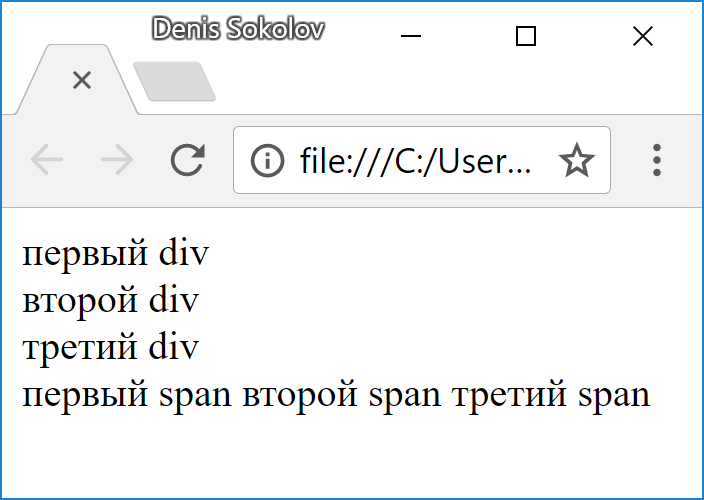 Denis Sokolov
file:///C:/User...
первый div
второй div
третий div
первый span второй span третий span